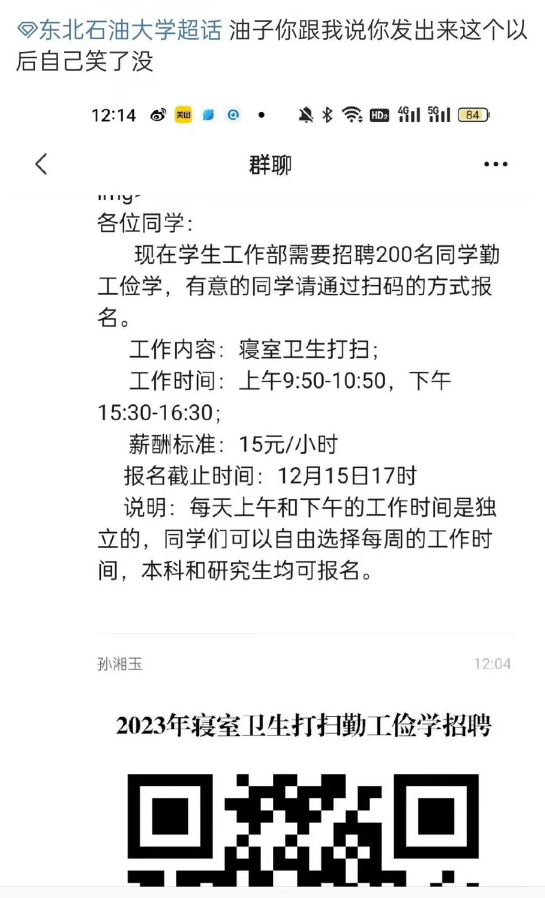 东北石油大学超话 油子你跟我说你发出来这个以
后自己笑了没
12:14
美团
HD2
4G
5G
84
群聊
img>
各位同学：
现在学生工作部需要招聘200名同学勤
工俭学，有意的同学请通过扫码的方式报
名。
工作内容：寝室卫生打扫；
工作时间：上午9:50-10:50，下午
15:30-16:30；
薪酬标准：15元/小时
报名截止时间：12月15日17时
说明：每天上午和下午的工作时间是独
立的，同学们可以自由选择每周的工作时
间，本科和研究生均可报名。
孙湘玉
12:04
2023年寝室卫生打扫勤工俭学招聘